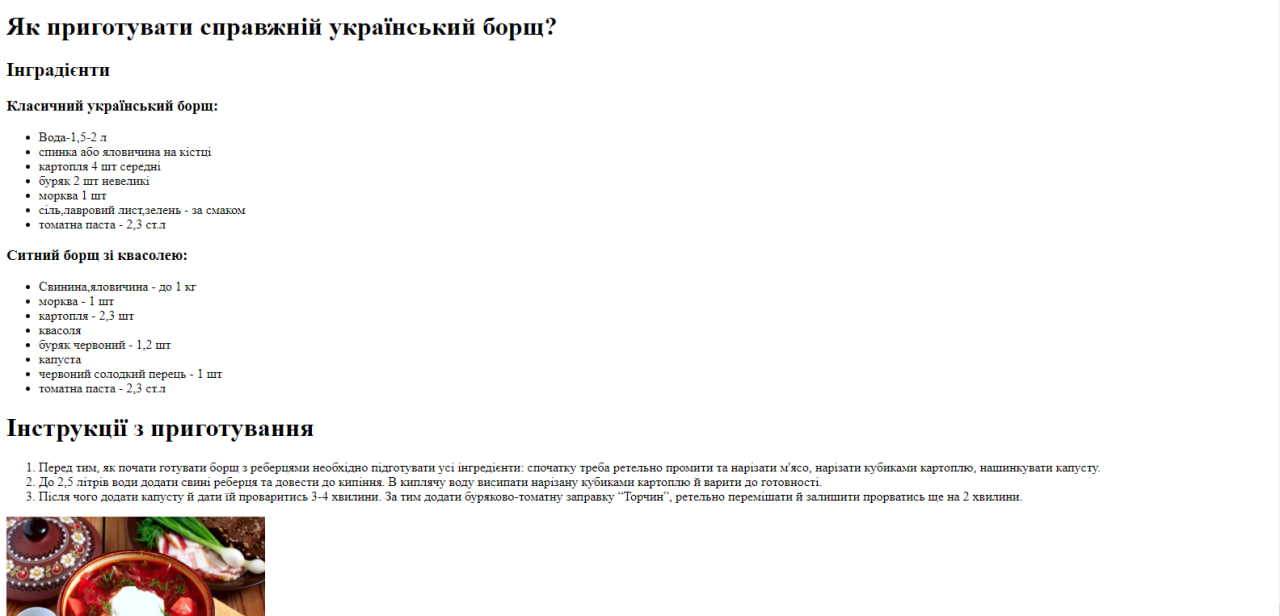 Як приготувати справжній український борщ?
Інградієнти
Класичний український борщ:
Вода-1,5-2 л
спинка або яловичина на кістці
картопля 4 шт середні
буряк 2 шт невеликі
морква 1 шт
сіль,лавровий лист,зелень - за смаком
томатна паста - 2,3 ст.л
Ситний борщ зі квасолею:
Свинина,яловичина - до 1 кг
морква - 1 шт
картопля - 2,3 шт
квасоля
буряк червоний - 1,2 шт
капуста
червоний солодкий перець - 1 шт
томатна паста - 2,3 ст.л
Інструкції з приготування
1. Перед тим, як почати готувати борщ з реберцями необхідно підготувати усі інгредієнти: спочатку треба ретельно промити та нарізати м'ясо, нарізати кубиками картоплю, нашинкувати капусту.
2. До 2,5 літрів води додати свині реберця та довести до кипіння. В киплячу воду висипати нарізану кубиками картоплю й варити до готовності.
3. Після чого додати капусту й дати їй проваритись 3-4 хвилини. За тим додати буряково-томатну заправку “Торчин”, ретельно перемішати й залишити прорватись ще на 2 хвилини.